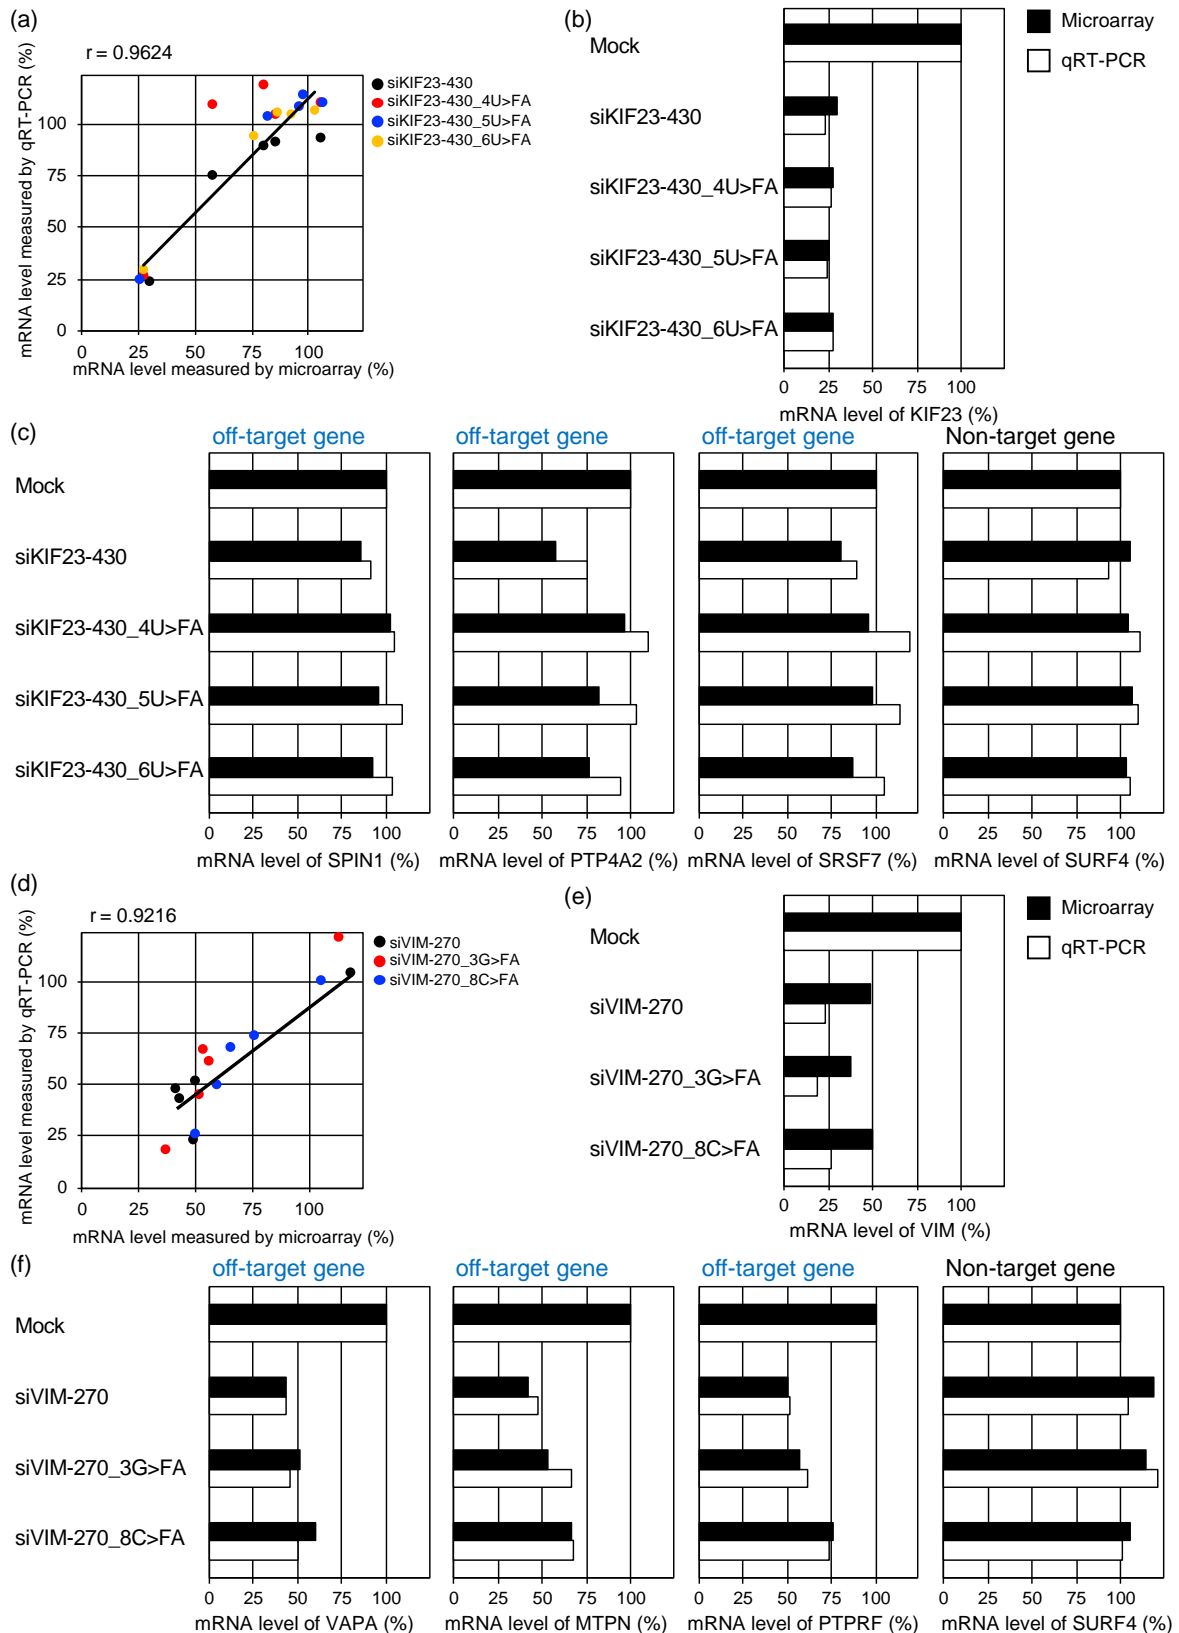 (a)
mRNA level measured by qRT-PCR (%)
r = 0.9624
100
75
50
25
0
0 25 50 75 100
mRNA level measured by microarray (%)
siKIF23-430
siKIF23-430_4U>FA
siKIF23-430_5U>FA
siKIF23-430_6U>FA
(b)
Microarray
qRT-PCR
Mock
siKIF23-430
siKIF23-430_4U>FA
siKIF23-430_5U>FA
siKIF23-430_6U>FA
0 25 50 75 100
mRNA level of KIF23 (%)
(c)
off-target gene off-target gene off-target gene Non-target gene
Mock
siKIF23-430
siKIF23-430_4U>FA
siKIF23-430_5U>FA
siKIF23-430_6U>FA
0 25 50 75 100 0 25 50 75 100 0 25 50 75 100 0 25 50 75 100
mRNA level of SPIN1 (%) mRNA level of PTP4A2 (%) mRNA level of SRSF7 (%) mRNA level of SURF4 (%)
(d)
mRNA level measured by qRT-PCR (%)
r = 0.9216
100
75
50
25
0
0 25 50 75 100
mRNA level measured by microarray (%)
siVIM-270
siVIM-270_3G>FA
siVIM-270_8C>FA
(e)
Microarray
qRT-PCR
Mock
siVIM-270
siVIM-270_3G>FA
siVIM-270_8C>FA
0 25 50 75 100
mRNA level of VIM (%)
(f)
off-target gene off-target gene off-target gene Non-target gene
Mock
siVIM-270
siVIM-270_3G>FA
siVIM-270_8C>FA
0 25 50 75 100 0 25 50 75 100 0 25 50 75 100 0 25 50 75 100
mRNA level of VAPA (%) mRNA level of MTPN (%) mRNA level of PTPRF (%) mRNA level of SURF4 (%)